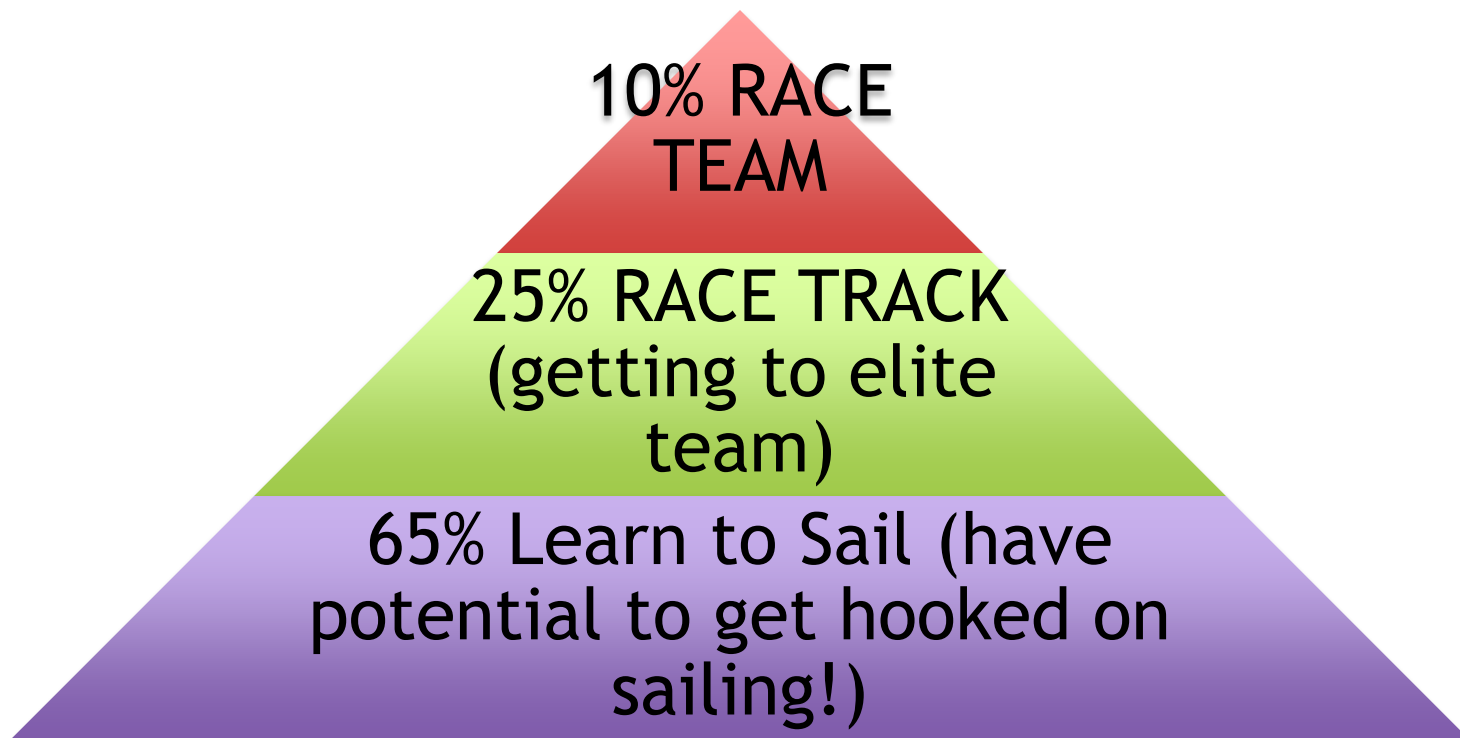 10% RACE
TEAM
25% RACE TRACK
(getting to elite
team)
65% Learn to Sail (have
potential to get hooked on
sailing!)